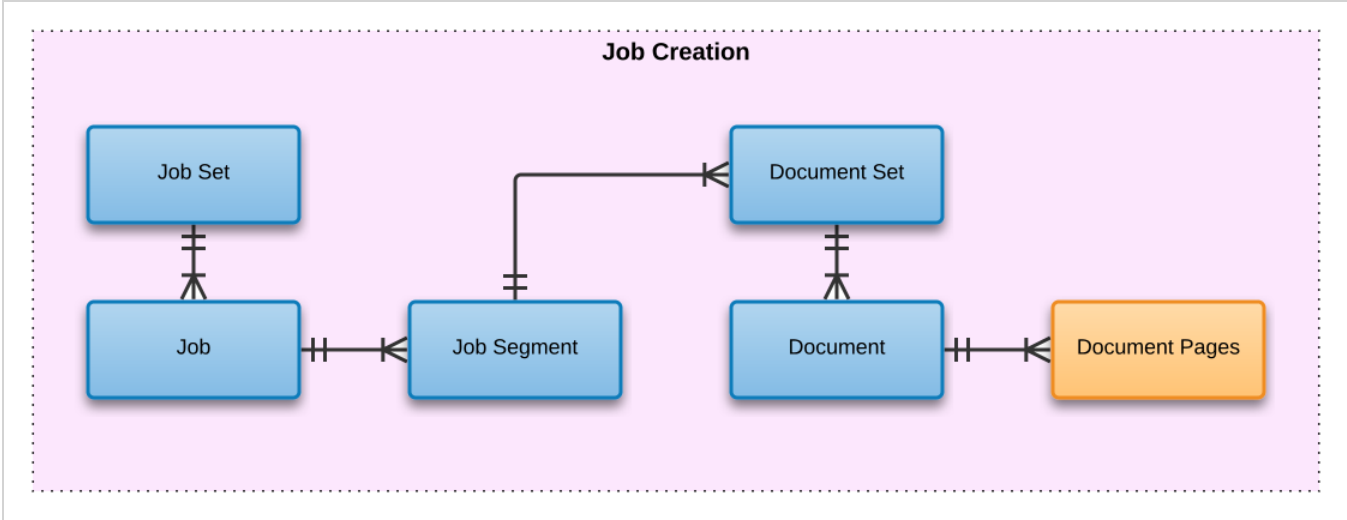 Job Creation
Job Set
Document Set
Job
Job Segment
Document
Document Pages